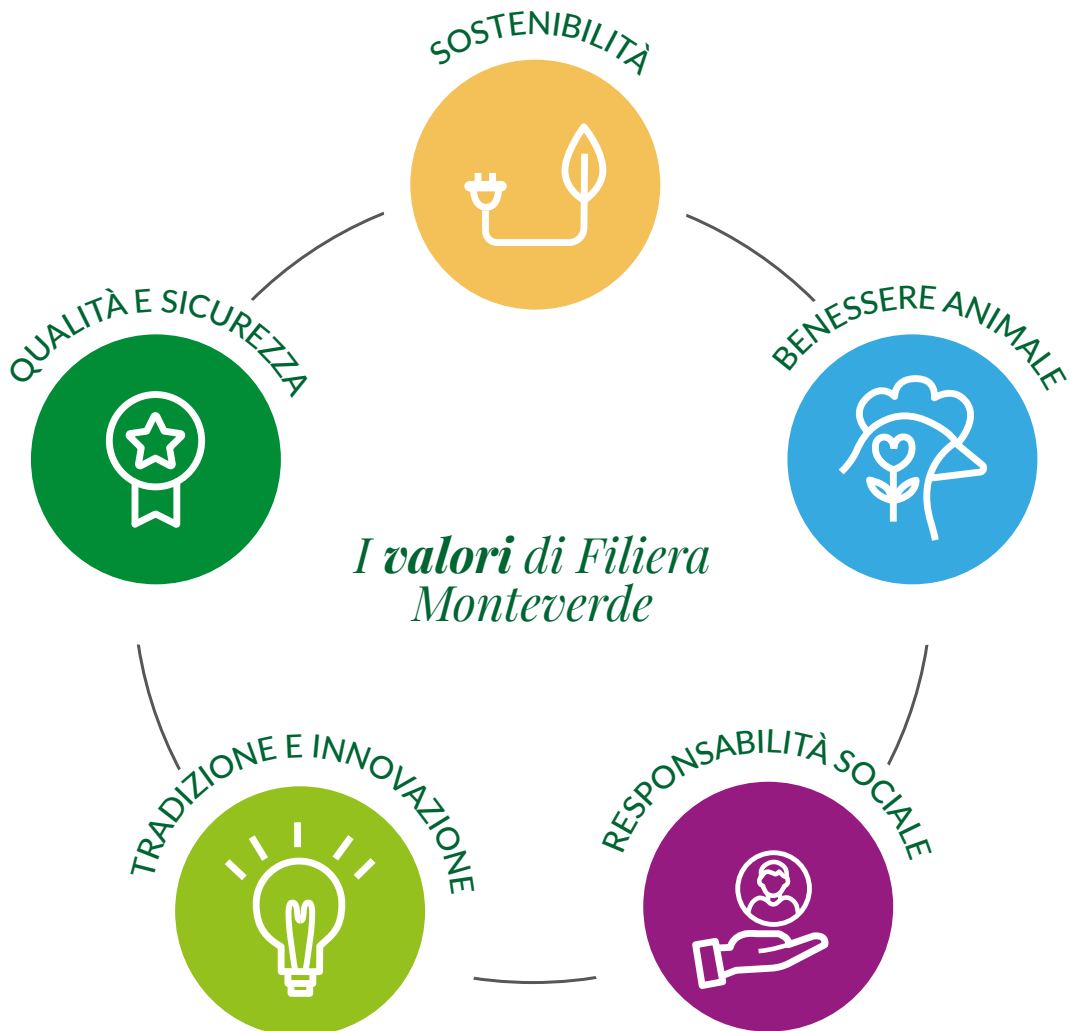 SOSTENIBILITÀ
QUALITÀ E SICUREZZA
BENESSERE ANIMALE
I valori di Filiera
Monteverde
TRADIZIONE E INNOVAZIONE
RESPONSABILITÀ SOCIALE